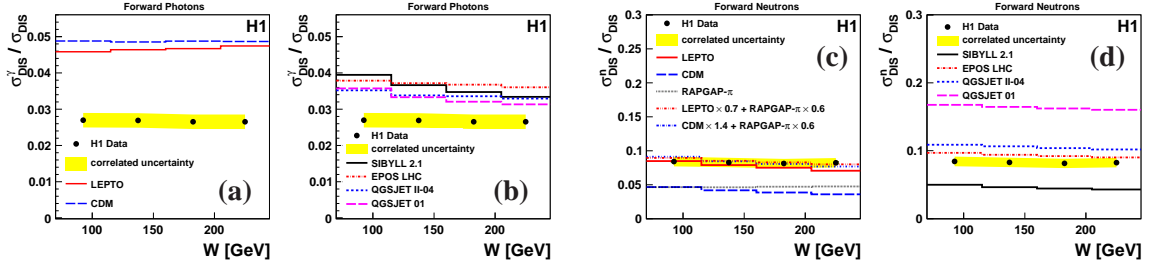 Forward Photons
H1
σ^γ_DIS / σ_DIS
0.05
0.04
0.03
0.02
0.01
0
H1 Data
correlated uncertainty
LEPTO
CDM
(a)
100 150 200
W [GeV]
Forward Photons
H1
σ^γ_DIS / σ_DIS
0.06
0.05
0.04
0.03
0.02
0.01
0
H1 Data
correlated uncertainty
SIBYLL 2.1
EPOS LHC
QGSJET II-04
QGSJET 01
(b)
100 150 200
W [GeV]
Forward Neutrons
H1
σ^n_DIS / σ_DIS
0.3
0.25
0.2
0.15
0.1
0.05
0
H1 Data
correlated uncertainty
LEPTO
CDM
RAPGAP-π
LEPTO × 0.7 + RAPGAP-π × 0.6
CDM × 1.4 + RAPGAP-π × 0.6
(c)
100 150 200
W [GeV]
Forward Neutrons
H1
σ^n_DIS / σ_DIS
0.3
0.25
0.2
0.15
0.1
0.05
0
H1 Data
correlated uncertainty
SIBYLL 2.1
EPOS LHC
QGSJET II-04
QGSJET 01
(d)
100 150 200
W [GeV]